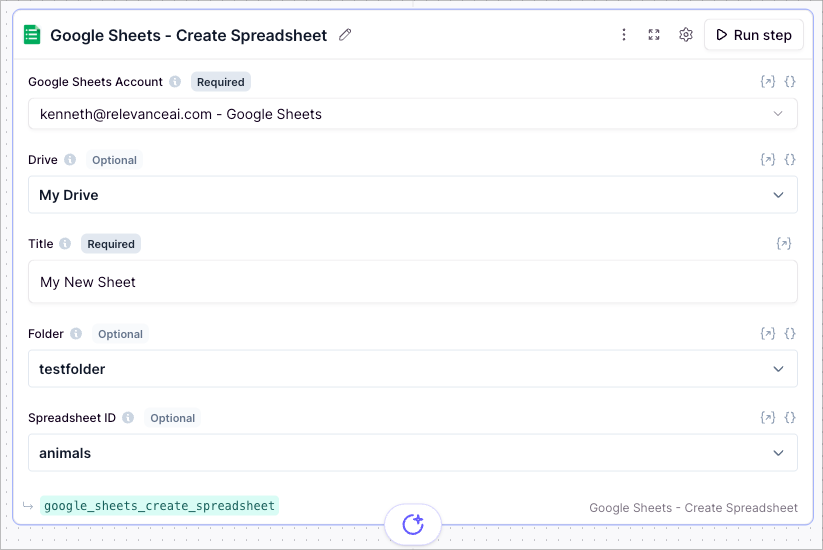 Google Sheets - Create Spreadsheet
Run step
Google Sheets Account Required
kenneth@relevanceai.com - Google Sheets
Drive Optional
My Drive
Title Required
My New Sheet
Folder Optional
testfolder
Spreadsheet ID Optional
animals
google_sheets_create_spreadsheet
Google Sheets - Create Spreadsheet